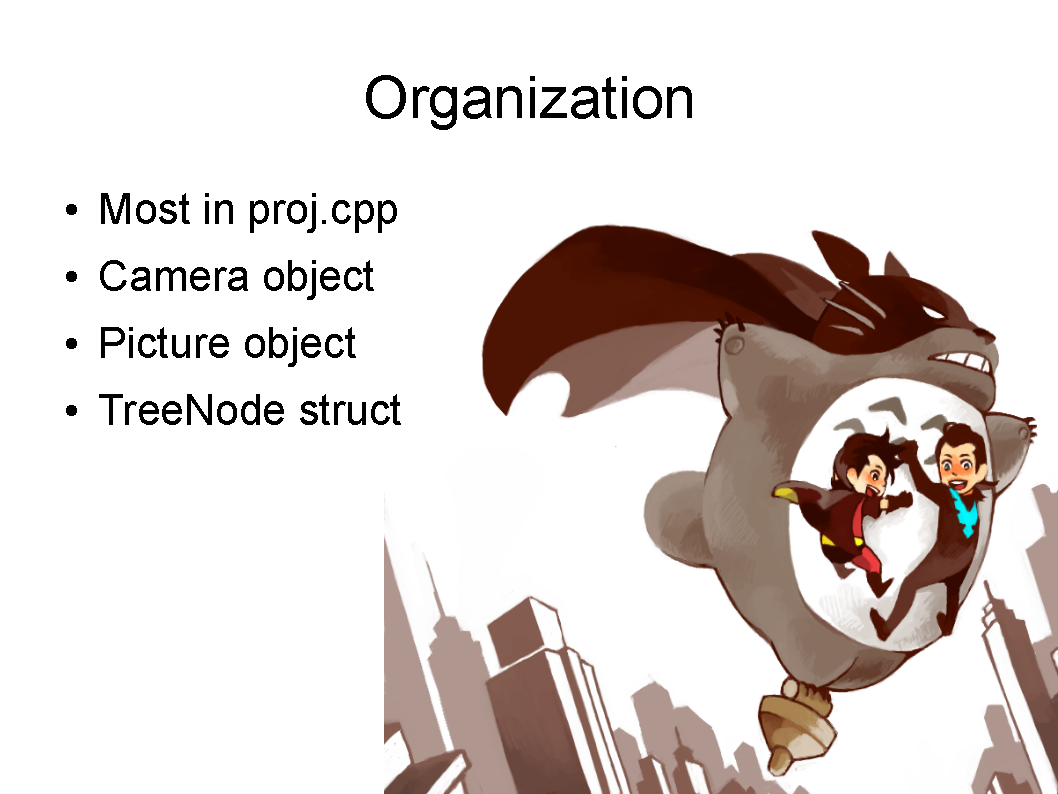 Organization
• Most in proj.cpp
• Camera object
• Picture object
• TreeNode struct